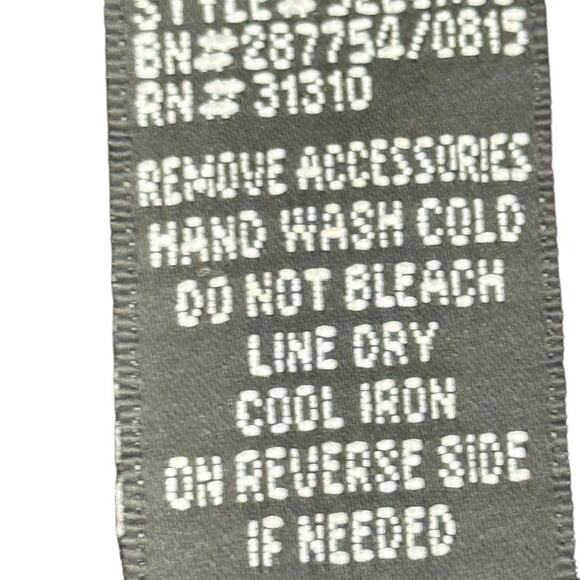 STYLE#
BN#287754/0815
RN#31310
REMOVE ACCESSORIES
HAND WASH COLD
DO NOT BLEACH
LINE DRY
COOL IRON
ON REVERSE SIDE
IF NEEDED